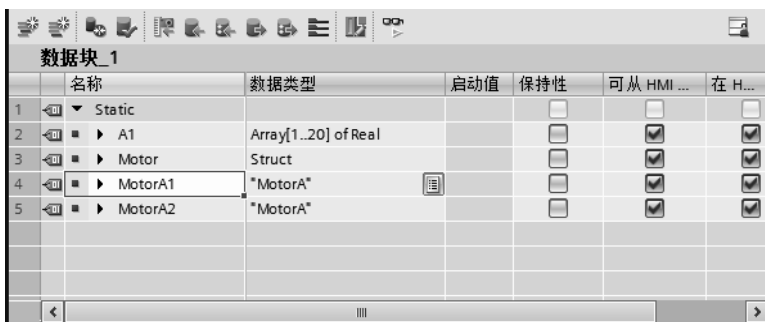 数据块_1
名称 数据类型 启动值 保持性 可从 HMI ... 在 H...
1 Static
2 A1 Array[1..20] of Real
3 Motor Struct
4 MotorA1 "MotorA"
5 MotorA2 "MotorA"